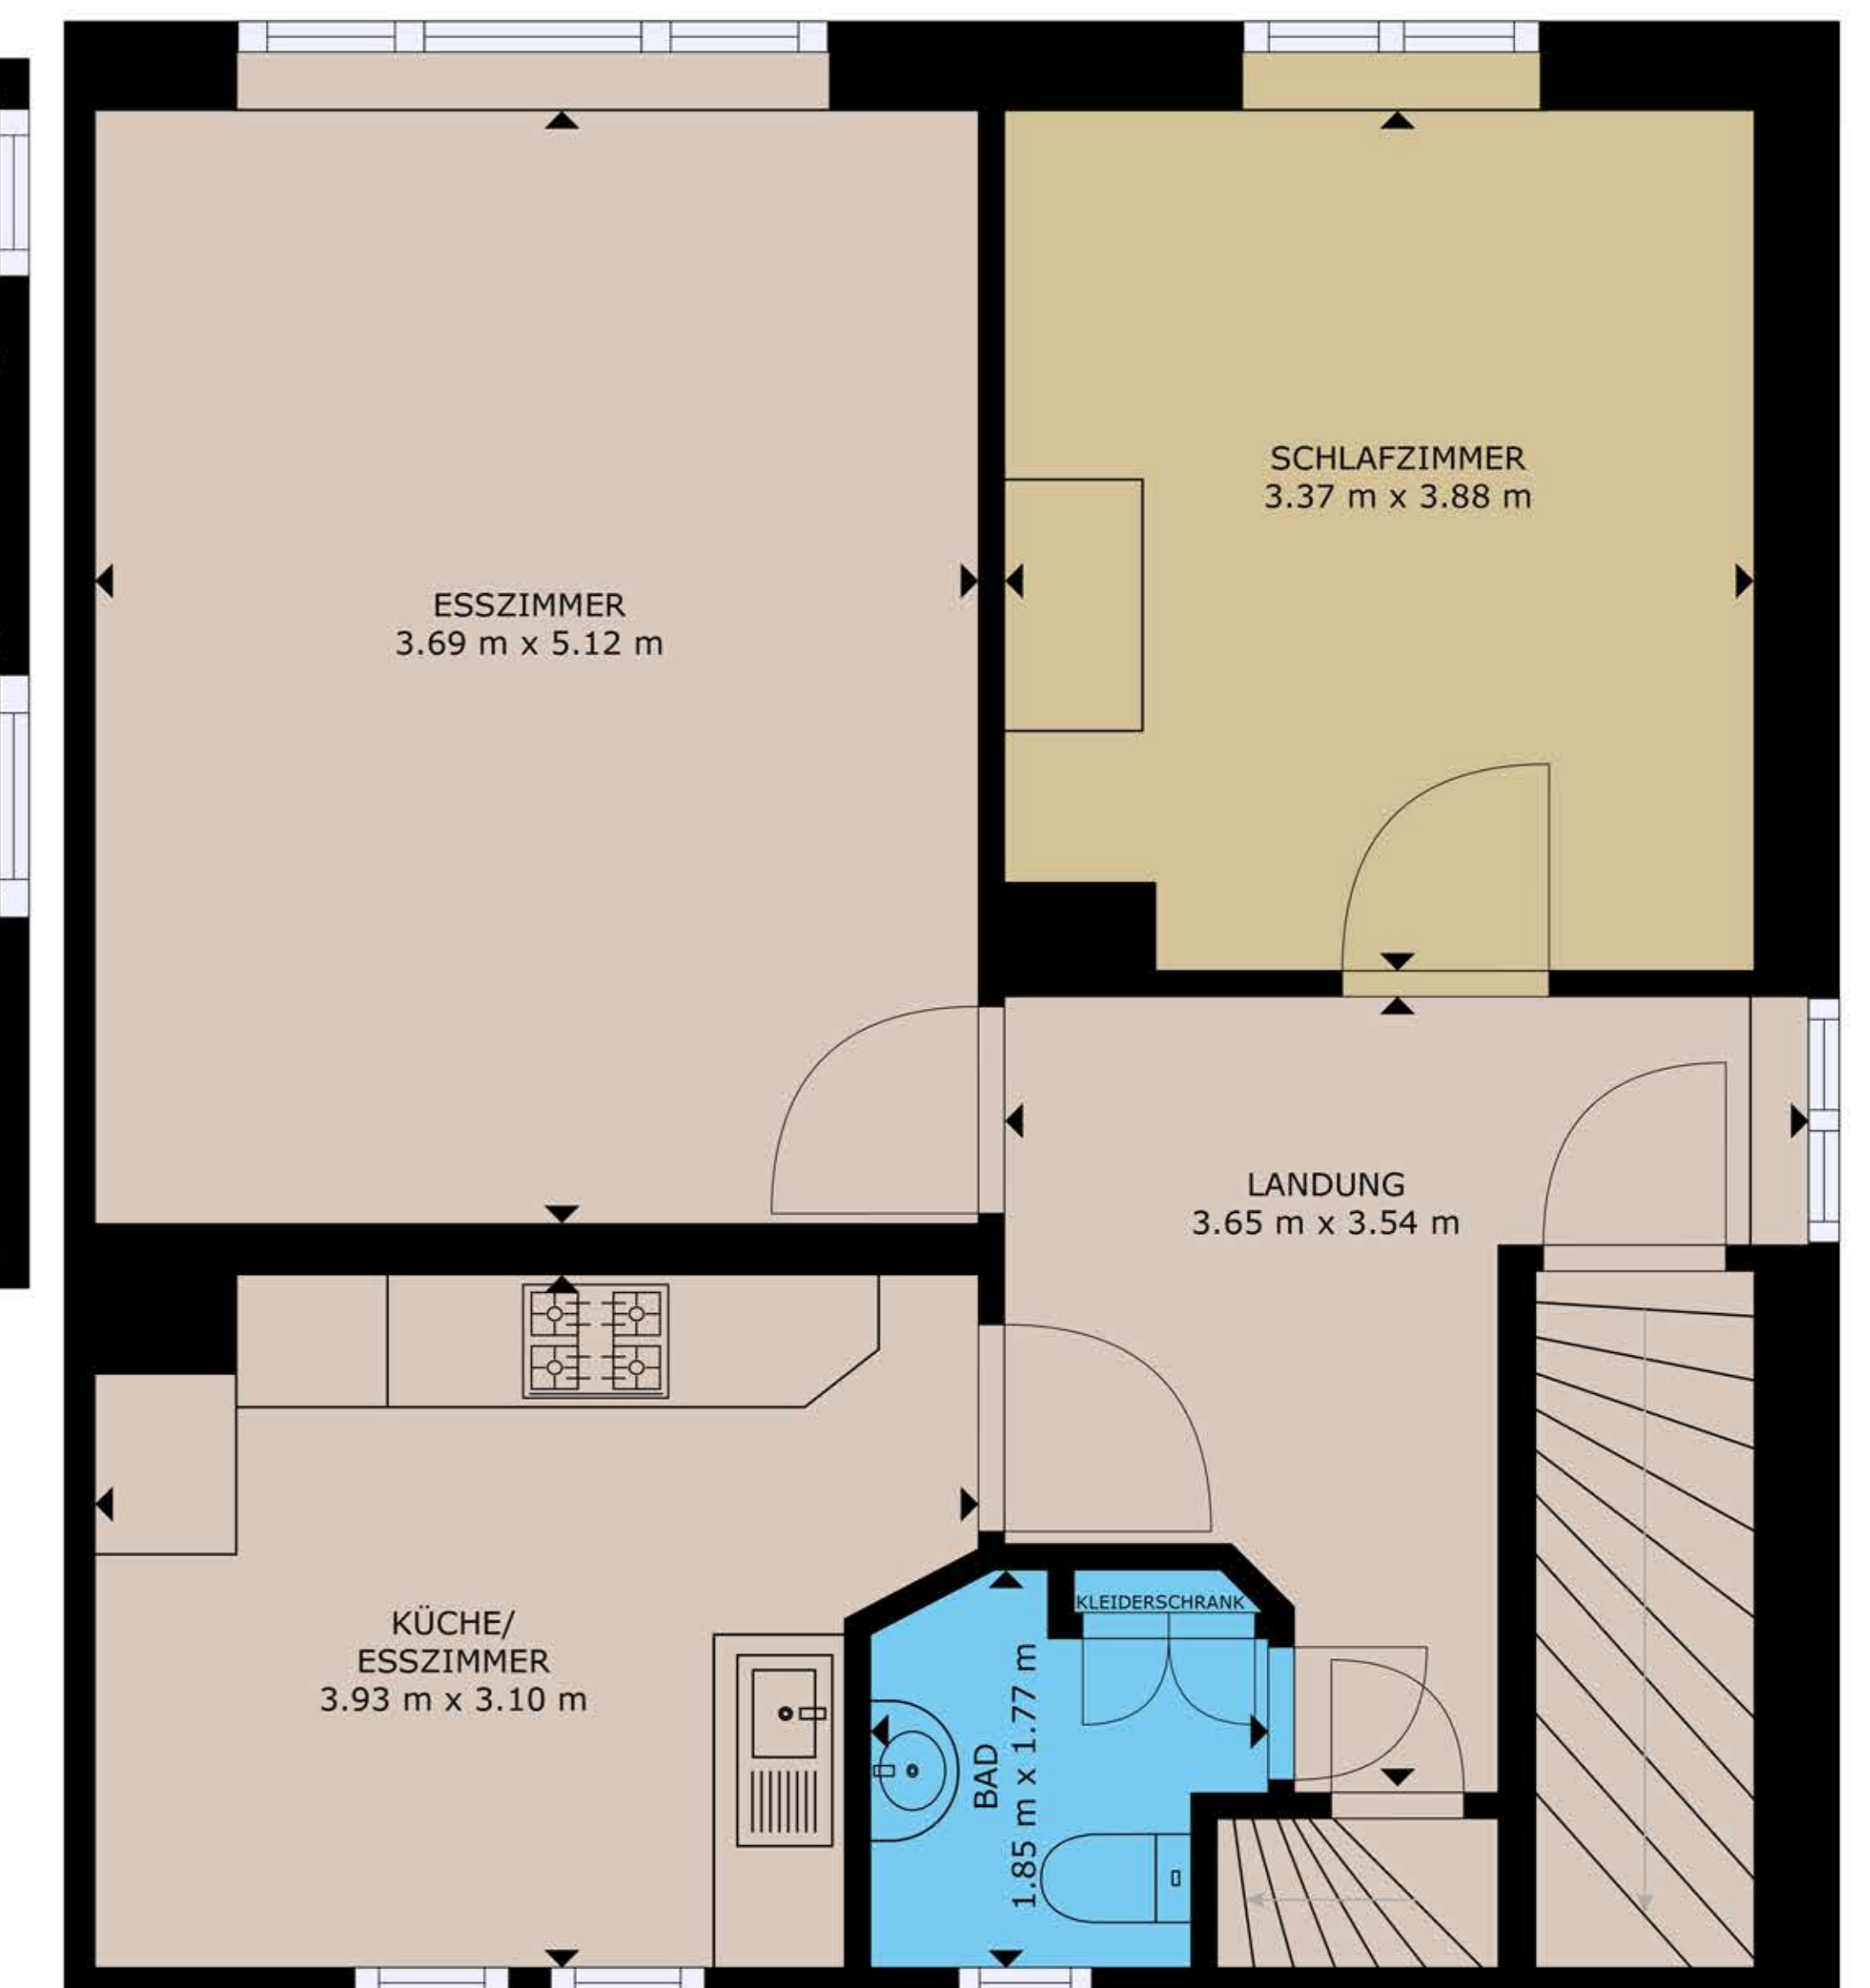 SCHLAFZIMMER
3.37 m x 3.88 m
ESSZIMMER
3.69 m x 5.12 m
LANDUNG
3.65 m x 3.54 m
KÜCHE/
ESSZIMMER
3.93 m x 3.10 m
KLEIDERSCHRANK
BAD
1.85 m x 1.77 m